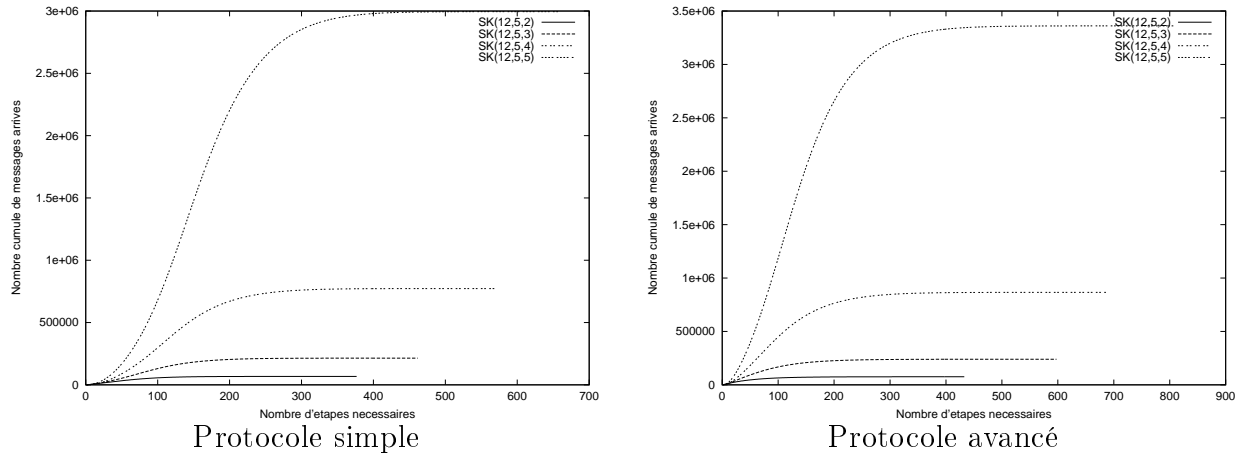 3e+06
2.5e+06
2e+06
1.5e+06
1e+06
500000
0
0 100 200 300 400 500 600 700
Nombre cumule de messages arrives
Nombre d'etapes necessaires
SK(12,5,2)
SK(12,5,3)
SK(12,5,4)
SK(12,5,5)
Protocole simple
3.5e+06
3e+06
2.5e+06
2e+06
1.5e+06
1e+06
500000
0
0 100 200 300 400 500 600 700 800 900
Nombre cumule de messages arrives
Nombre d'etapes necessaires
SK(12,5,2)
SK(12,5,3)
SK(12,5,4)
SK(12,5,5)
Protocole avancé